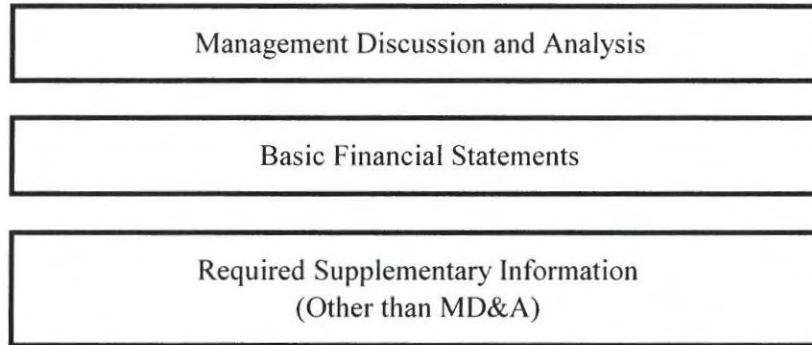 Management Discussion and Analysis
Basic Financial Statements
Required Supplementary Information
(Other than MD&A)